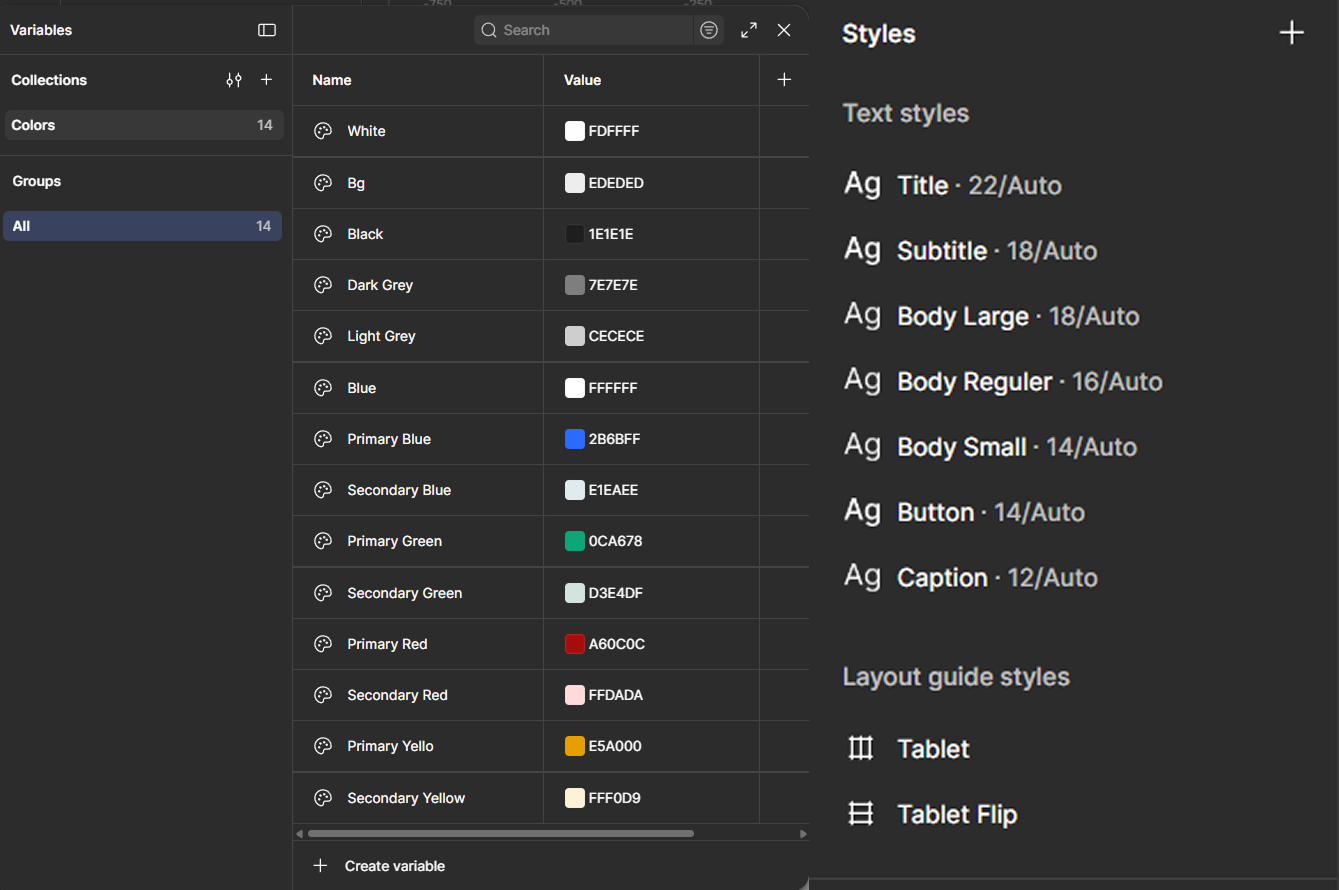 -750 -500 -250
Variables
Search
Collections
Name Value
Colors 14
Groups
All 14
White FDFFFF
Bg EDEDED
Black 1E1E1E
Dark Grey 7E7E7E
Light Grey CECECE
Blue FFFFFF
Primary Blue 2B6BFF
Secondary Blue E1EAEE
Primary Green 0CA678
Secondary Green D3E4DF
Primary Red A60C0C
Secondary Red FFDADA
Primary Yello E5A000
Secondary Yellow FFF0D9
Create variable
Styles
Text styles
Ag Title · 22/Auto
Ag Subtitle · 18/Auto
Ag Body Large · 18/Auto
Ag Body Reguler · 16/Auto
Ag Body Small · 14/Auto
Ag Button · 14/Auto
Ag Caption · 12/Auto
Layout guide styles
Tablet
Tablet Flip